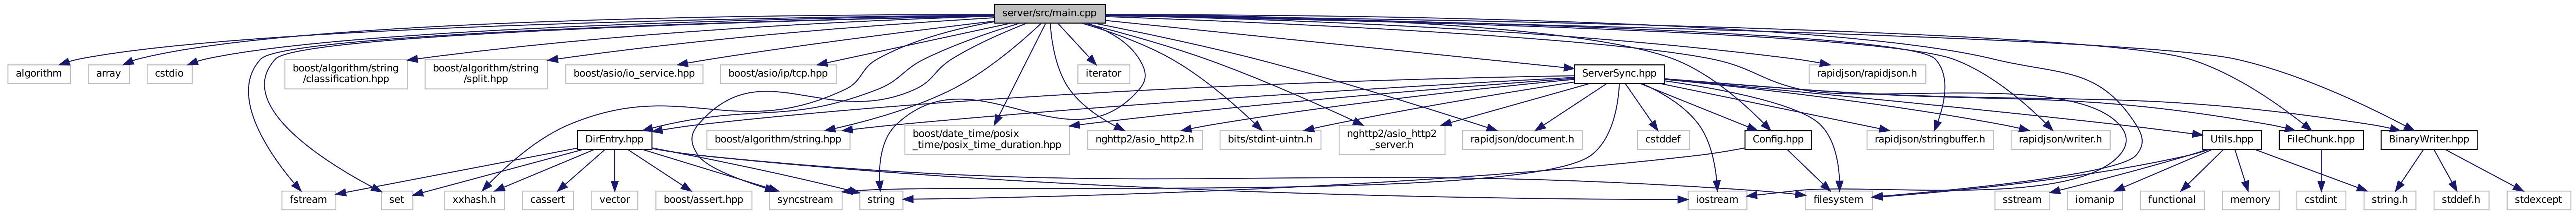 server/src/main.cpp
algorithm
array
cstdio
boost/algorithm/string
/classification.hpp
boost/algorithm/string
/split.hpp
boost/asio/io_service.hpp
boost/asio/ip/tcp.hpp
iterator
ServerSync.hpp
rapidjson/rapidjson.h
DirEntry.hpp
boost/algorithm/string.hpp
boost/date_time/posix
_time/posix_time_duration.hpp
nghttp2/asio_http2.h
bits/stdint-uintn.h
nghttp2/asio_http2
_server.h
rapidjson/document.h
cstddef
Config.hpp
rapidjson/stringbuffer.h
rapidjson/writer.h
Utils.hpp
FileChunk.hpp
BinaryWriter.hpp
fstream
set
xxhash.h
cassert
vector
boost/assert.hpp
syncstream
string
iostream
filesystem
sstream
iomanip
functional
memory
cstdint
string.h
stddef.h
stdexcept